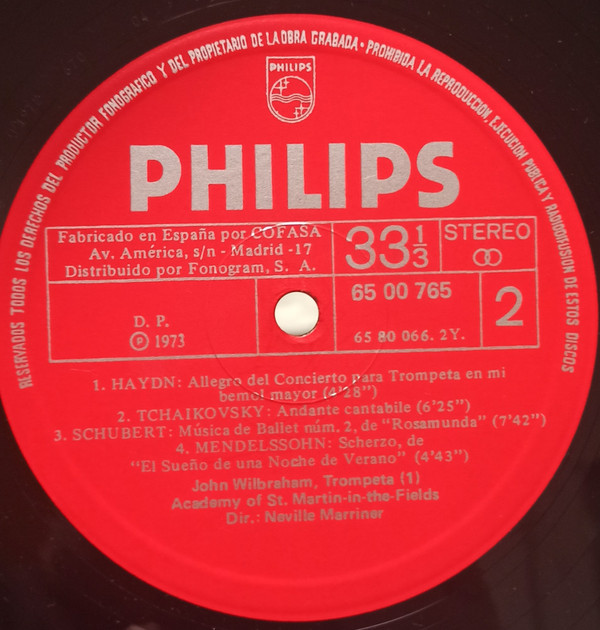 RESERVADOS TODOS LOS DERECHOS DEL PRODUCTOR FONOGRAFICO Y DEL PROPIETARIO DE LA OBRA GRABADA · PROHIBIDA LA REPRODUCCION, EJECUCION PUBLICA Y RADIODIFUSION DE ESTOS DISCOS
PHILIPS
PHILIPS
Fabricado en España por COFASA
Av. América, s/n - Madrid -17
Distribuido por Fonogram, S. A.
33 1/3
STEREO
D. P.
Ⓟ 1973
65 00 765
65 80 066. 2Y.
2
1. HAYDN: Allegro del Concierto para Trompeta en mi
bemol mayor (4'28")
2. TCHAIKOVSKY: Andante cantabile (6'25")
3. SCHUBERT: Música de Ballet núm. 2, de "Rosamunda" (7'42")
4. MENDELSSOHN: Scherzo, de
"El Sueño de una Noche de Verano" (4'43")
John Wilbraham, Trompeta (1)
Academy of St. Martin-in-the-Fields
Dir.: Neville Marriner